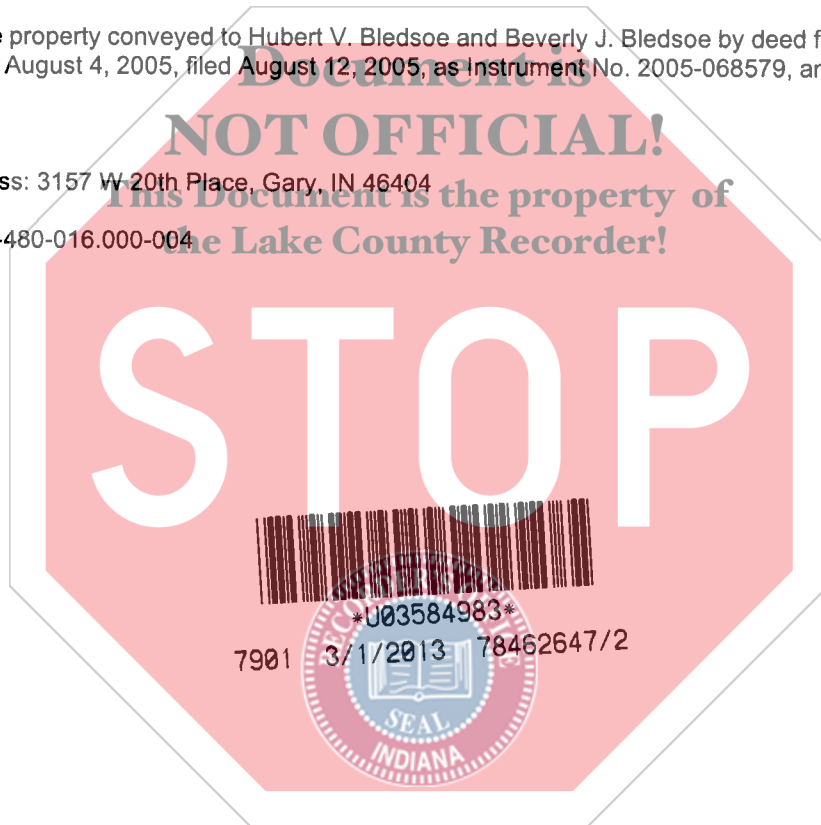 property conveyed to Hubert V. Bledsoe and Beverly J. Bledsoe by deed
August 4, 2005, filed August 12, 2005, as Instrument No. 2005-068579,
Document is
NOT OFFICIAL!
ss: 3157 W 20th Place, Gary, IN 46404
This Document is the property of
-480-016.000-004
the Lake County Recorder!
STOP
*U03584983*
7901 3/1/2013 78462647/2
SEAL
INDIANA